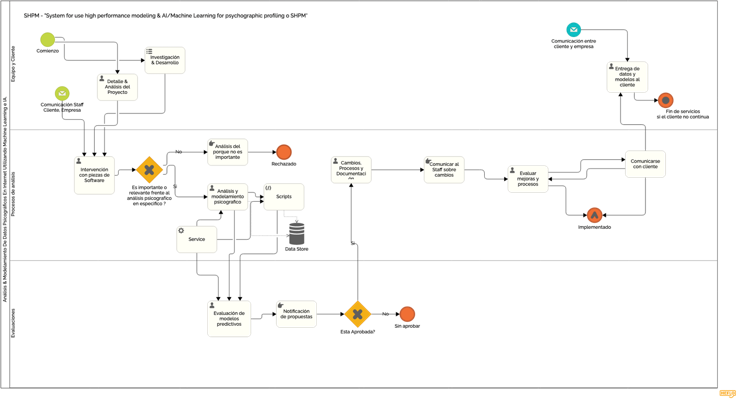 SHPM - "System for use high performance modeling & AI/Machine Learning for psychographic profiling o SHPM"
Análisis & Modelamiento De Datos Psicográficos En Internet Utilizando Machine Learning e IA.
Equipo y Cliente
Comienzo
Investigación
& Desarrollo
Detalle &
Análisis del
Proyecto
Comunicación Staff
Cliente, Empresa
Comunicación entre
cliente y empresa
Entrega de
datos y
modelos al
cliente
Fin de servicios
si el cliente no continua
Procesos de análisis
Intervención
con piezas de
Software
Es importante o
relevante frente al
análisis psicografico
en especifico ?
No
Si
Análisis del
porque no es
importante
Rechazado
Análisis y
modelamiento
psicografico
Scripts
Service
Data Store
Cambios,
Procesos y
Documentaci
Comunicar al
Staff sobre
cambios
Evaluar
mejoras y
procesos
Comunicarse
con cliente
Implementado
Evaluaciones
Evaluación de
modelos
predictivos
Notificación
de propuestas
Si
Esta Aprobada?
No
Sin aprobar